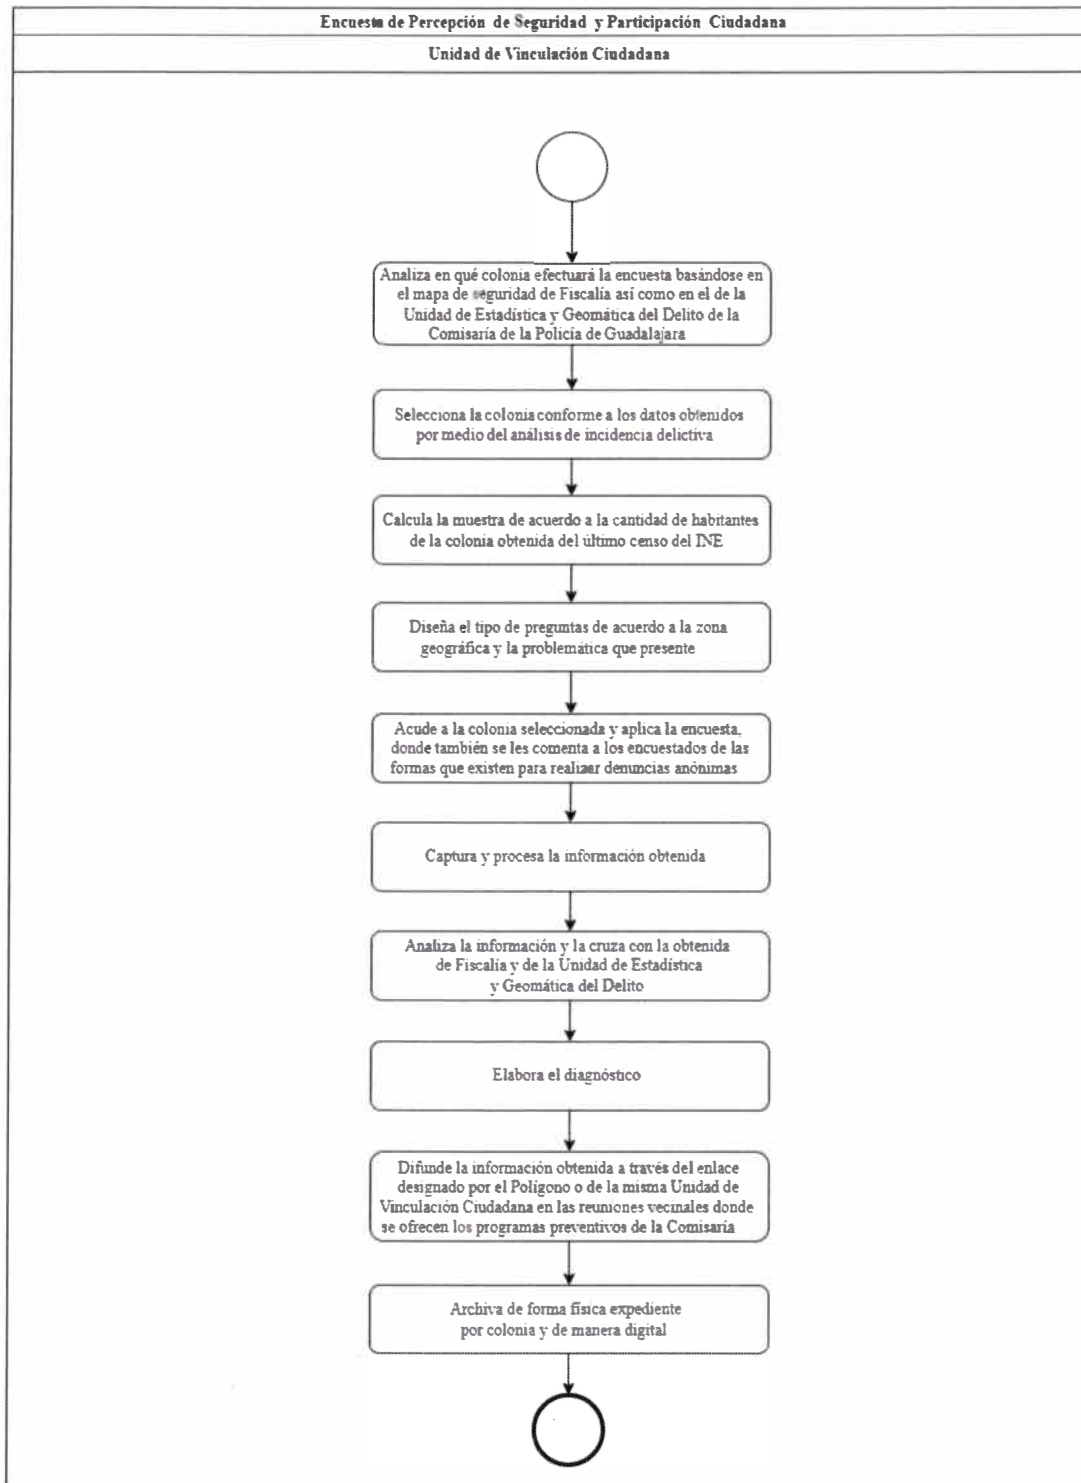 Encuesta de Percepción de Seguridad y Participación Ciudadana
Unidad de Vinculación Ciudadana
Analiza en qué colonia efectuará la encuesta basándose en
el mapa de seguridad de Fiscalía así como en el de la
Unidad de Estadística y Geomática del Delito de la
Comisaría de la Policía de Guadalajara
Selecciona la colonia conforme a los datos obtenidos
por medio del análisis de incidencia delictiva
Calcula la muestra de acuerdo a la cantidad de habitantes
de la colonia obtenida del último censo del INE
Diseña el tipo de preguntas de acuerdo a la zona
geográfica y la problemática que presente
Acude a la colonia seleccionada y aplica la encuesta,
donde también se les comenta a los encuestados de las
formas que existen para realizar denuncias anónimas
Captura y procesa la información obtenida
Analiza la información y la cruza con la obtenida
de Fiscalía y de la Unidad de Estadística
y Geomática del Delito
Elabora el diagnóstico
Difunde la información obtenida a través del enlace
designado por el Polígono o de la misma Unidad de
Vinculación Ciudadana en las reuniones vecinales donde
se ofrecen los programas preventivos de la Comisaría
Archiva de forma física expediente
por colonia y de manera digital